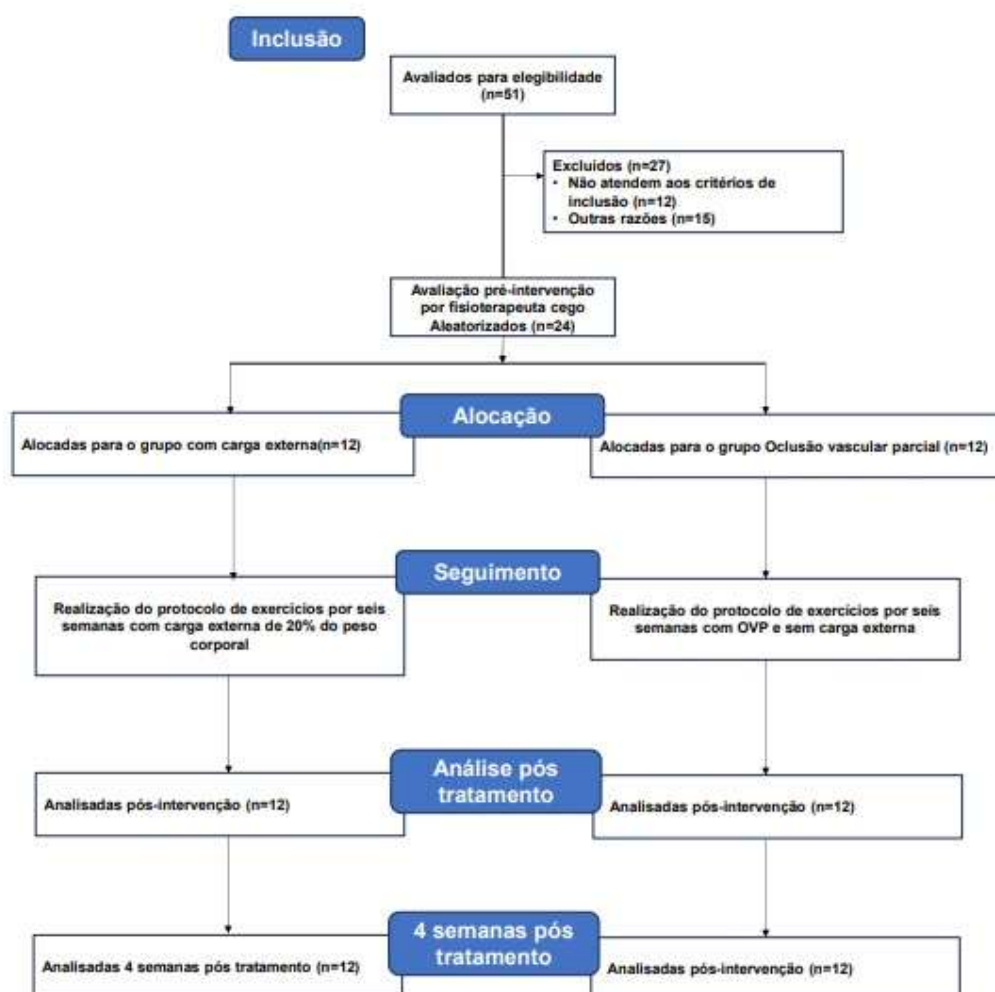 Inclusão
Avaliados para elegibilidade
(n=51)
Excluídos (n=27)
• Não atendem aos critérios de
inclusão (n=12)
• Outras razões (n=15)
Avaliação pré-intervenção
por fisioterapeuta cego
Aleatorizados (n=24)
Alocação
Alocadas para o grupo com carga externa(n=12)
Alocadas para o grupo Oclusão vascular parcial (n=12)
Seguimento
Realização do protocolo de exercícios por seis
semanas com carga externa de 20% do peso
corporal
Realização do protocolo de exercícios por seis
semanas com OVP e sem carga externa
Análise pós
tratamento
Analisadas pós-intervenção (n=12)
Analisadas pós-intervenção (n=12)
4 semanas pós
tratamento
Analisadas 4 semanas pós tratamento (n=12)
Analisadas pós-intervenção (n=12)